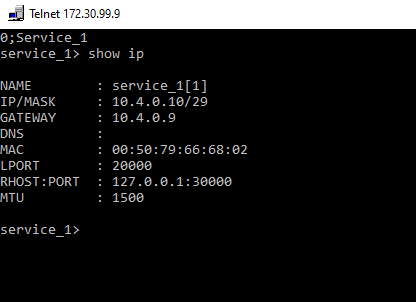 Telnet 172.30.99.9
0;Service_1
service_1> show ip
NAME        : service_1[1]
IP/MASK     : 10.4.0.10/29
GATEWAY     : 10.4.0.9
DNS         :
MAC         : 00:50:79:66:68:02
LPORT       : 20000
RHOST:PORT  : 127.0.0.1:30000
MTU         : 1500
service_1>